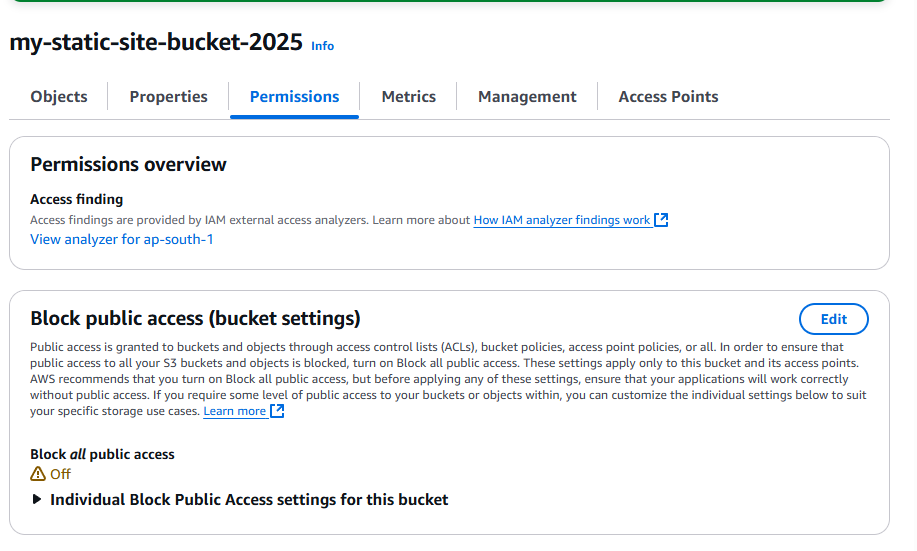 my-static-site-bucket-2025 Info
Objects Properties Permissions Metrics Management Access Points
Permissions overview
Access finding
Access findings are provided by IAM external access analyzers. Learn more about How IAM analyzer findings work
View analyzer for ap-south-1
Block public access (bucket settings)
Edit
Public access is granted to buckets and objects through access control lists (ACLs), bucket policies, access point policies, or all. In order to ensure that
public access to all your S3 buckets and objects is blocked, turn on Block all public access. These settings apply only to this bucket and its access points.
AWS recommends that you turn on Block all public access, but before applying any of these settings, ensure that your applications will work correctly
without public access. If you require some level of public access to your buckets or objects within, you can customize the individual settings below to suit
your specific storage use cases. Learn more
Block all public access
Off
Individual Block Public Access settings for this bucket